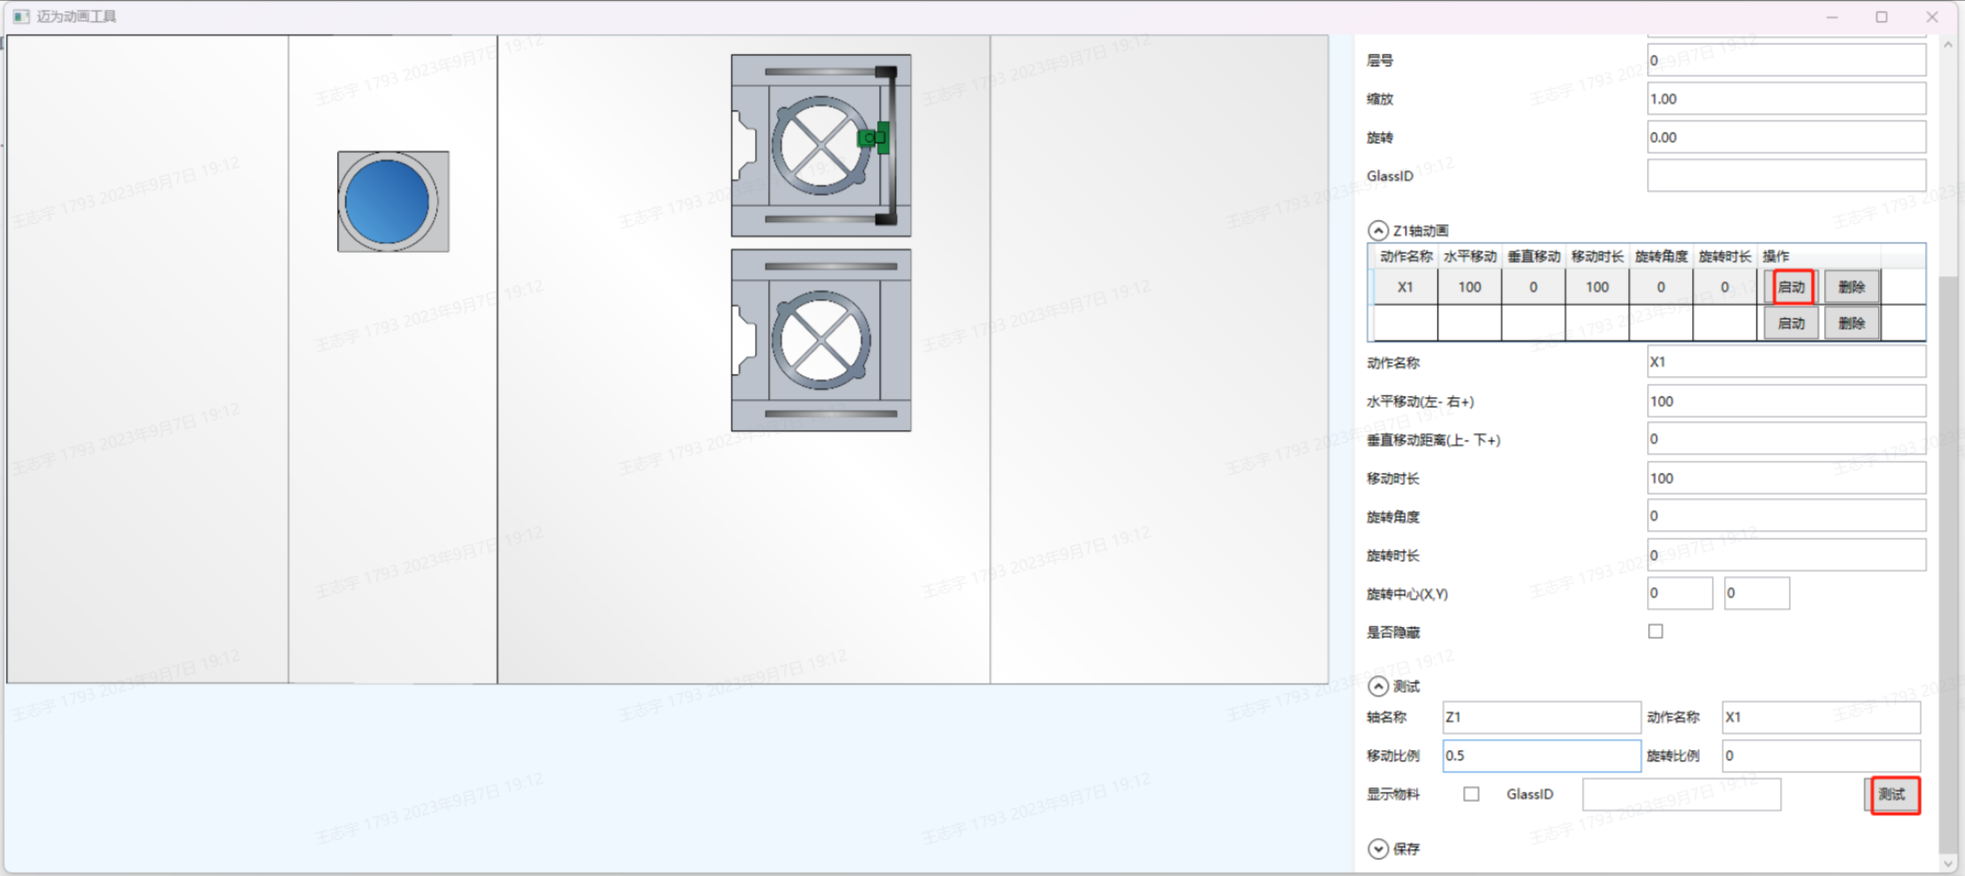 迈为动画工具
层号 0
缩放 1.00
旋转 0.00
GlassID
Z1轴动画
动作名称 水平移动 垂直移动 移动时长 旋转角度 旋转时长 操作
X1 100 0 100 0 0 启动 删除
启动 删除
动作名称 X1
水平移动(左- 右+) 100
垂直移动距离(上- 下+) 0
移动时长 100
旋转角度 0
旋转时长 0
旋转中心(X,Y) 0 0
是否隐藏
测试
轴名称 Z1 动作名称 X1
移动比例 0.5 旋转比例 0
显示物料 GlassID 测试
保存
王志宇 1793 2023年9月7日 19:12